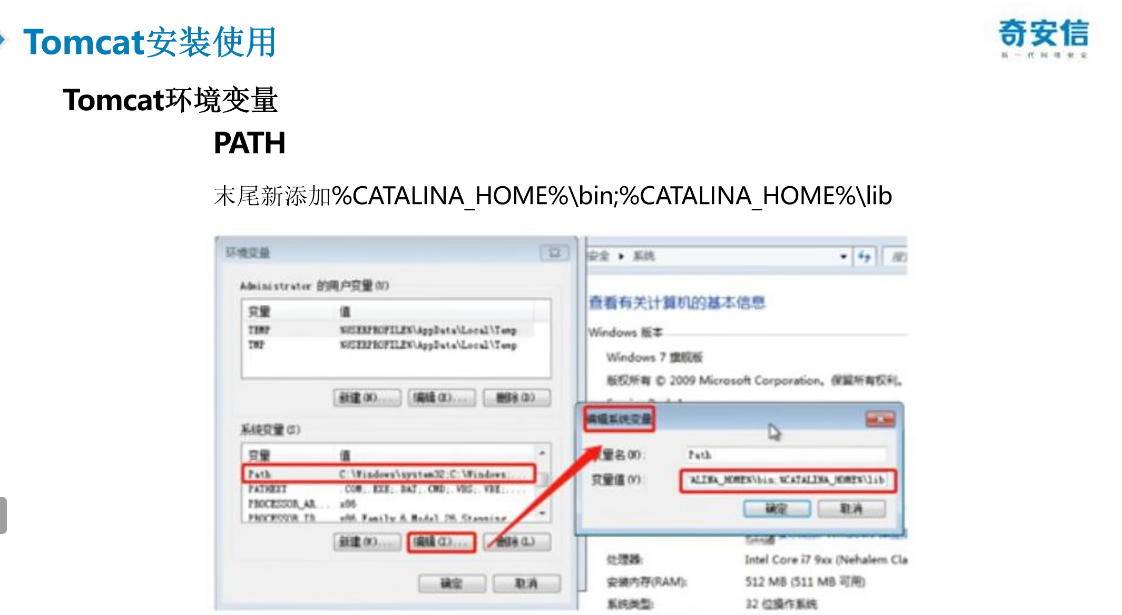 Tomcat安装使用
奇安信
新一代网络安全
Tomcat环境变量
PATH
末尾新添加%CATALINA_HOME%\bin;%CATALINA_HOME%\lib
环境变量
Administrator 的用户变量(U)
变量 值
TEMP %USERPROFILE%\AppData\Local\Temp
TMP %USERPROFILE%\AppData\Local\Temp
新建(N)... 编辑(E)... 删除(D)
系统变量(S)
变量 值
Path C:\Windows\system32;C:\Windows;...
PATHEXT .COM;.EXE;.BAT;.CMD;.VBS;.VBE;...
PROCESSOR_AR... x86
新建(W)... 编辑(I)... 删除(L)
确定 取消
安全 系统
查看有关计算机的基本信息
Windows 版本
Windows 7 旗舰版
版权所有 © 2009 Microsoft Corporation。保留所有权利。
编辑系统变量
变量名(N): Path
变量值(V): ALINA_HOME%\bin;%CATALINA_HOME%\lib
确定 取消
处理器: Intel Core i7 9xx (Nehalem Cla
安装内存(RAM): 512 MB (511 MB 可用)
系统类型: 32 位操作系统